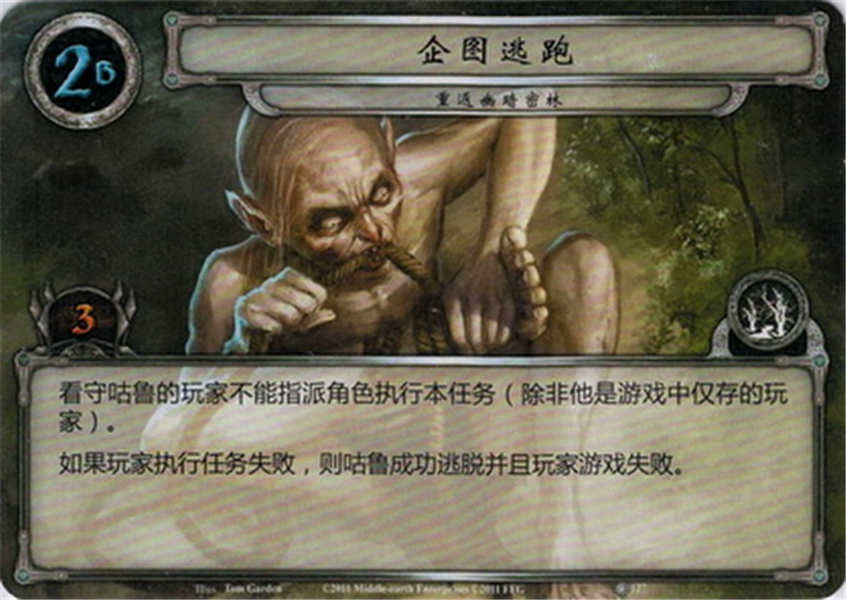 2B
企图逃跑
重返幽暗密林
3
看守咕鲁的玩家不能指派角色执行本任务（除非他是游戏中仅存的玩
家）。
如果玩家执行任务失败，则咕鲁成功逃脱并且玩家游戏失败。
Illus. Tom Garden ©2011 Middle-earth Enterprises ©2011 FFG 127